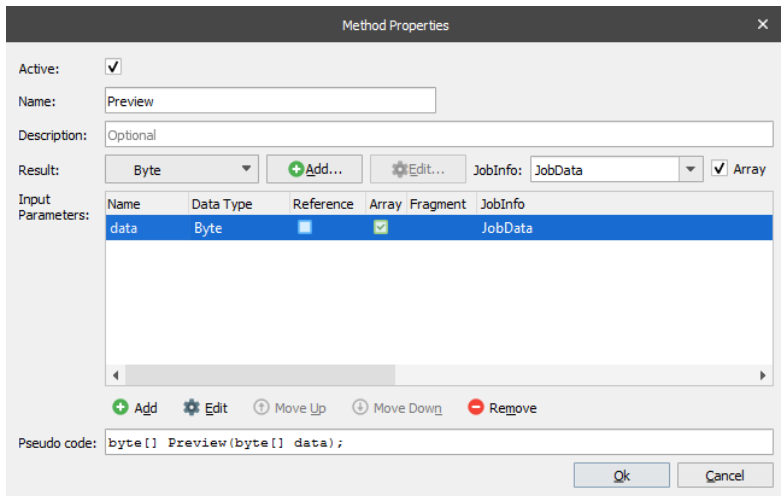 Method Properties
Active:
Name: Preview
Description: Optional
Result: Byte Add... Edit... JobInfo: JobData Array
Input Parameters:
Name Data Type Reference Array Fragment JobInfo
data Byte JobData
Add Edit Move Up Move Down Remove
Pseudo code: byte[] Preview(byte[] data);
Ok Cancel